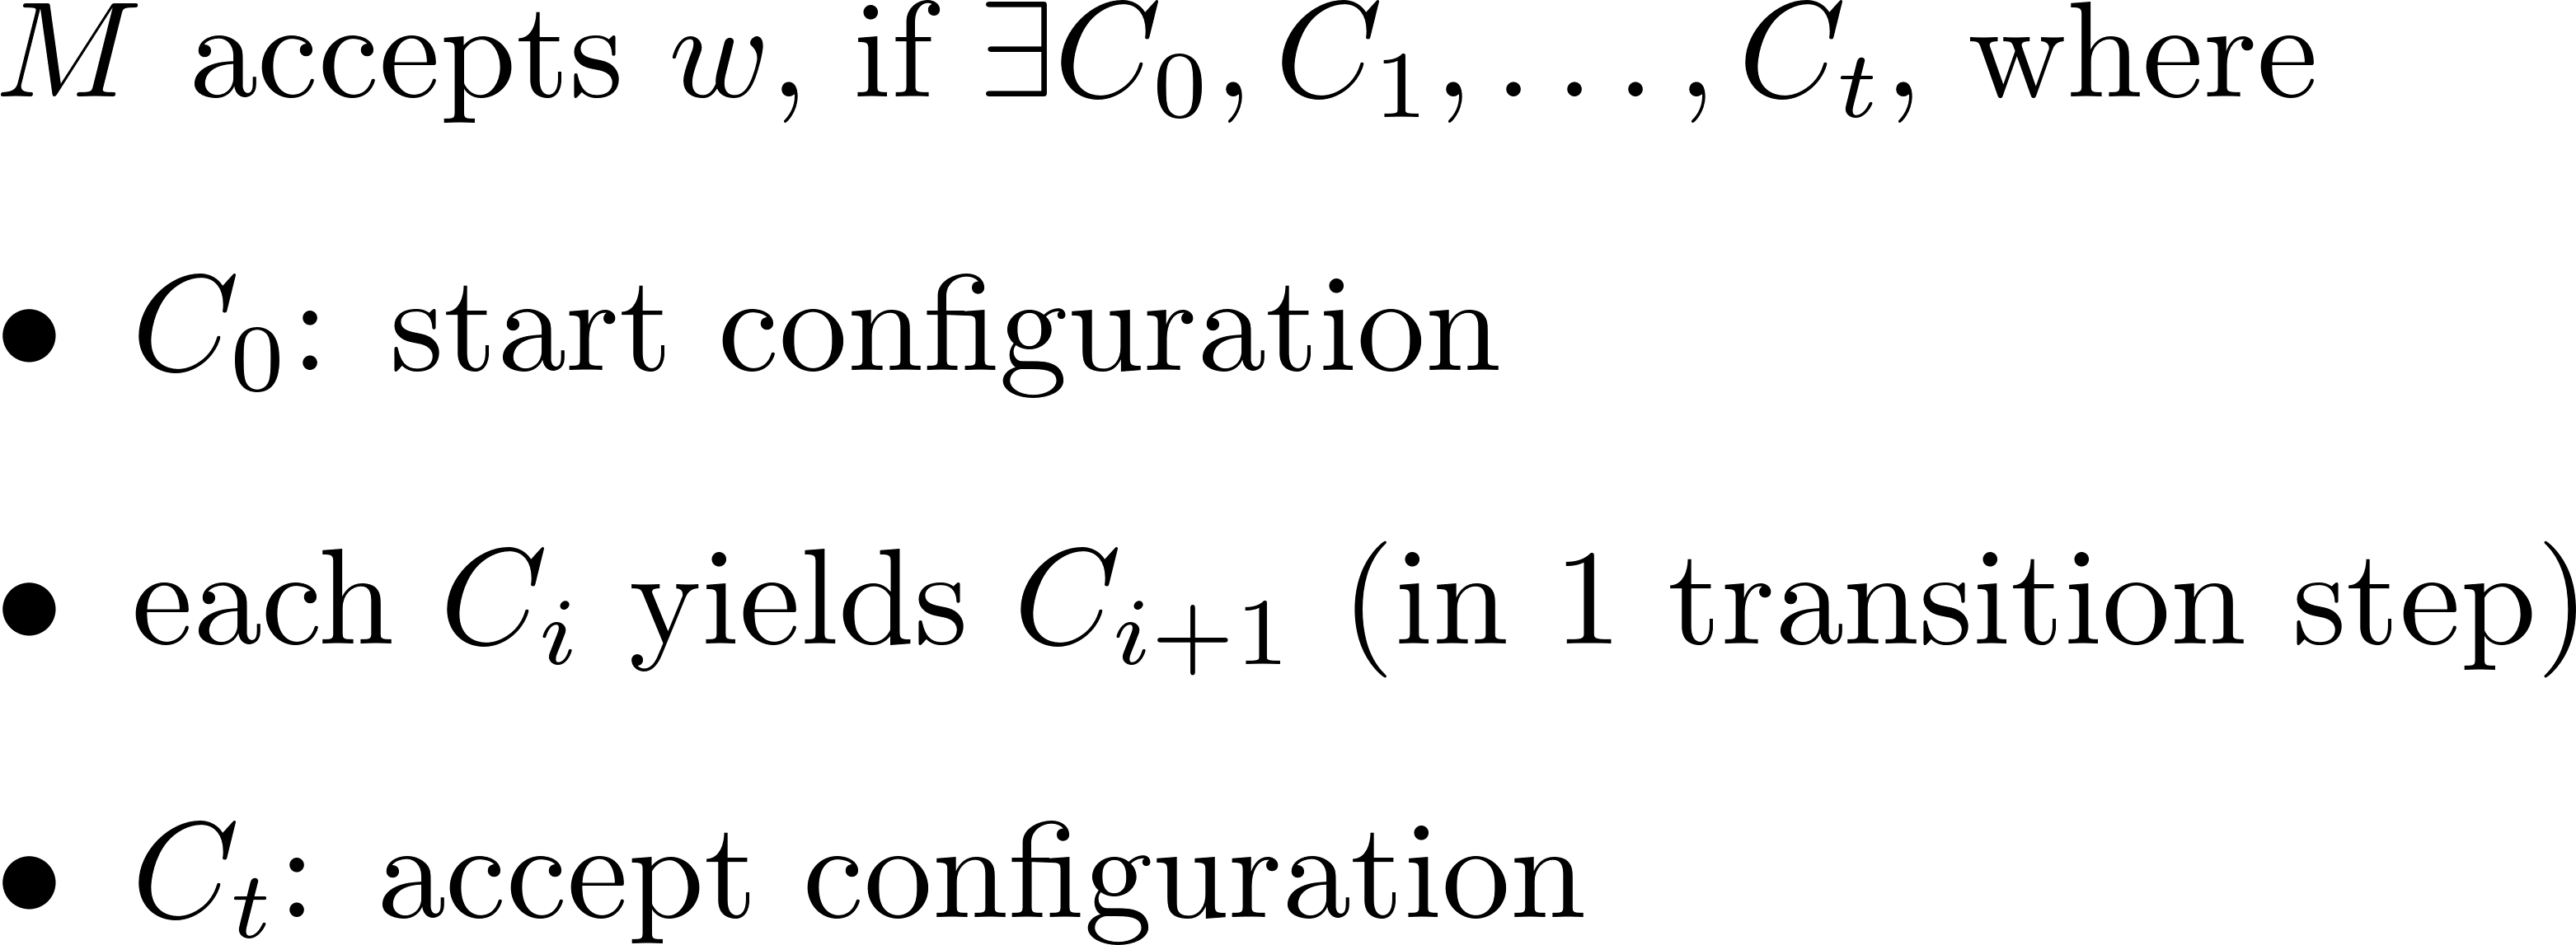 M accepts w, if ∃C₀, C₁, . . . , Cₜ, where
• C₀: start configuration
• each Cᵢ yields Cᵢ₊₁ (in 1 transition step)
• Cₜ: accept configuration